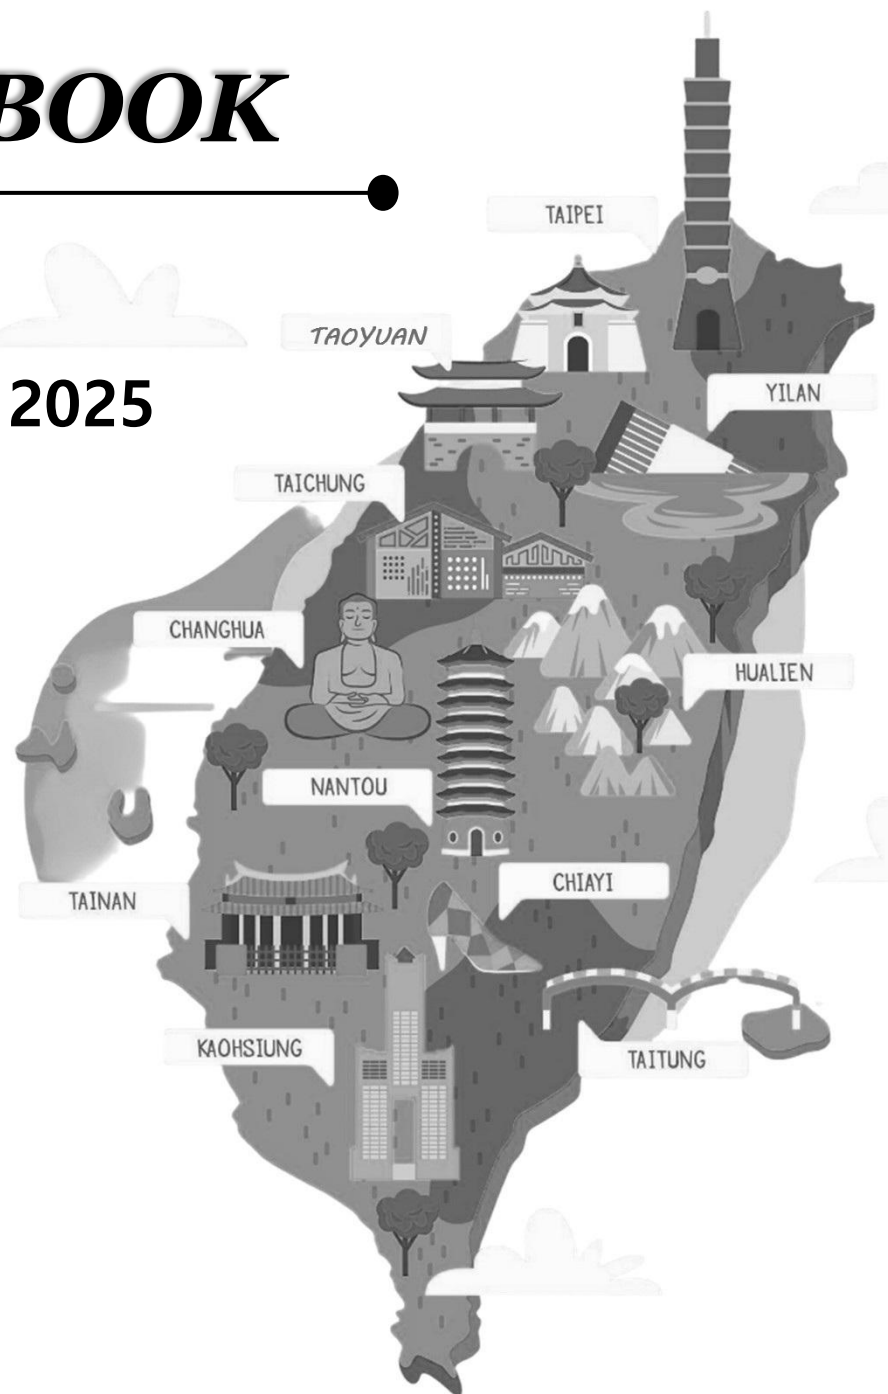 BOOK
TAIPEI
TAOYUAN
2025
YILAN
TAICHUNG
CHANGHUA
HUALIEN
NANTOU
CHIAYI
TAINAN
KAOHSIUNG
TAITUNG